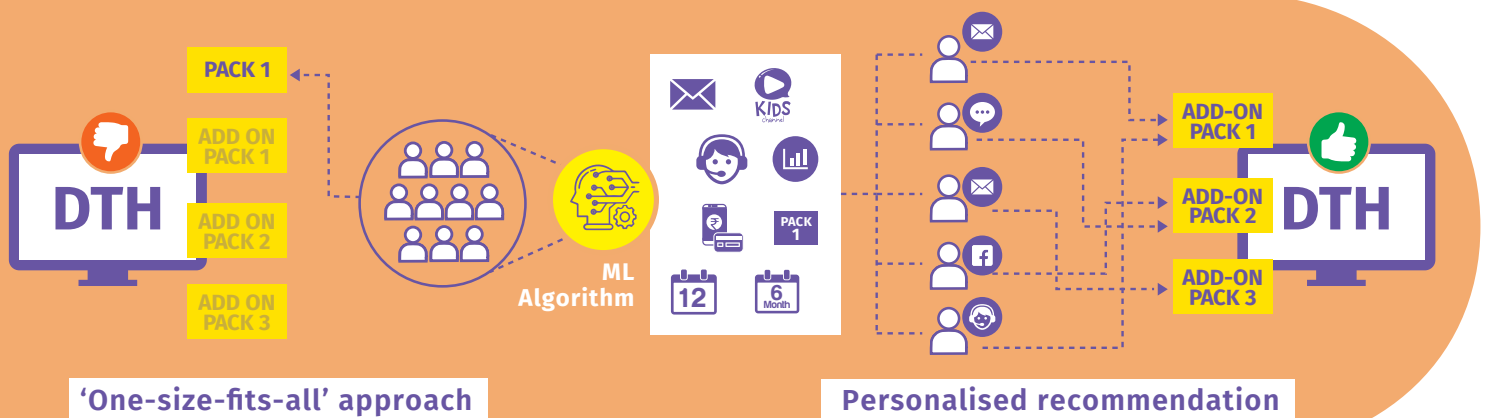 PACK 1
ADD ON
PACK 1
ADD ON
PACK 2
ADD ON
PACK 3
DTH
'One-size-fits-all' approach
ML
Algorithm
KIDS
Channel
₹
PACK
1
12
6
Month
f
ADD-ON
PACK 1
ADD-ON
PACK 2
ADD-ON
PACK 3
DTH
Personalised recommendation